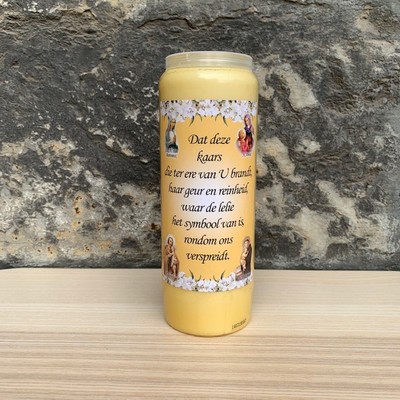 Dat deze
kaars
die ter ere van U brandt,
haar geur en reinheid,
waar de lelie
het symbool van is,
rondom ons
verspreidt.